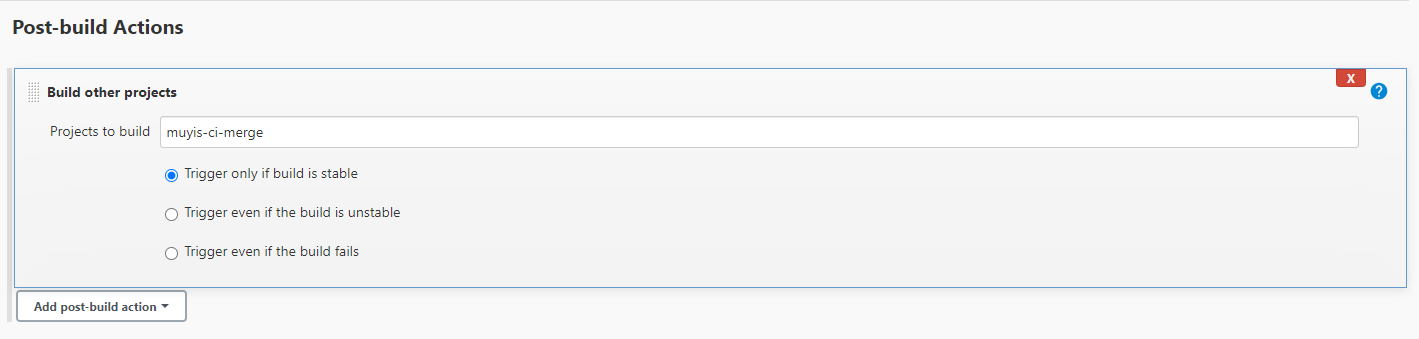 Post-build Actions
X
Build other projects
?
Projects to build
muyis-ci-merge
Trigger only if build is stable
Trigger even if the build is unstable
Trigger even if the build fails
Add post-build action